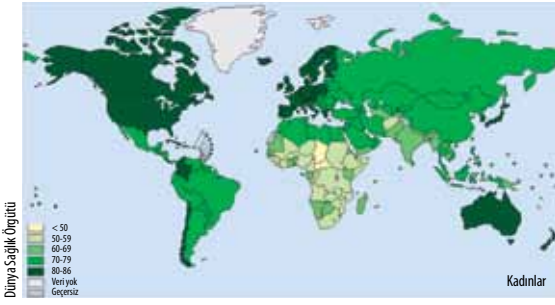 Dünya Sağlık Örgütü
< 50
50-59
60-69
70-79
80-86
Veri yok
Geçersiz
Kadınlar